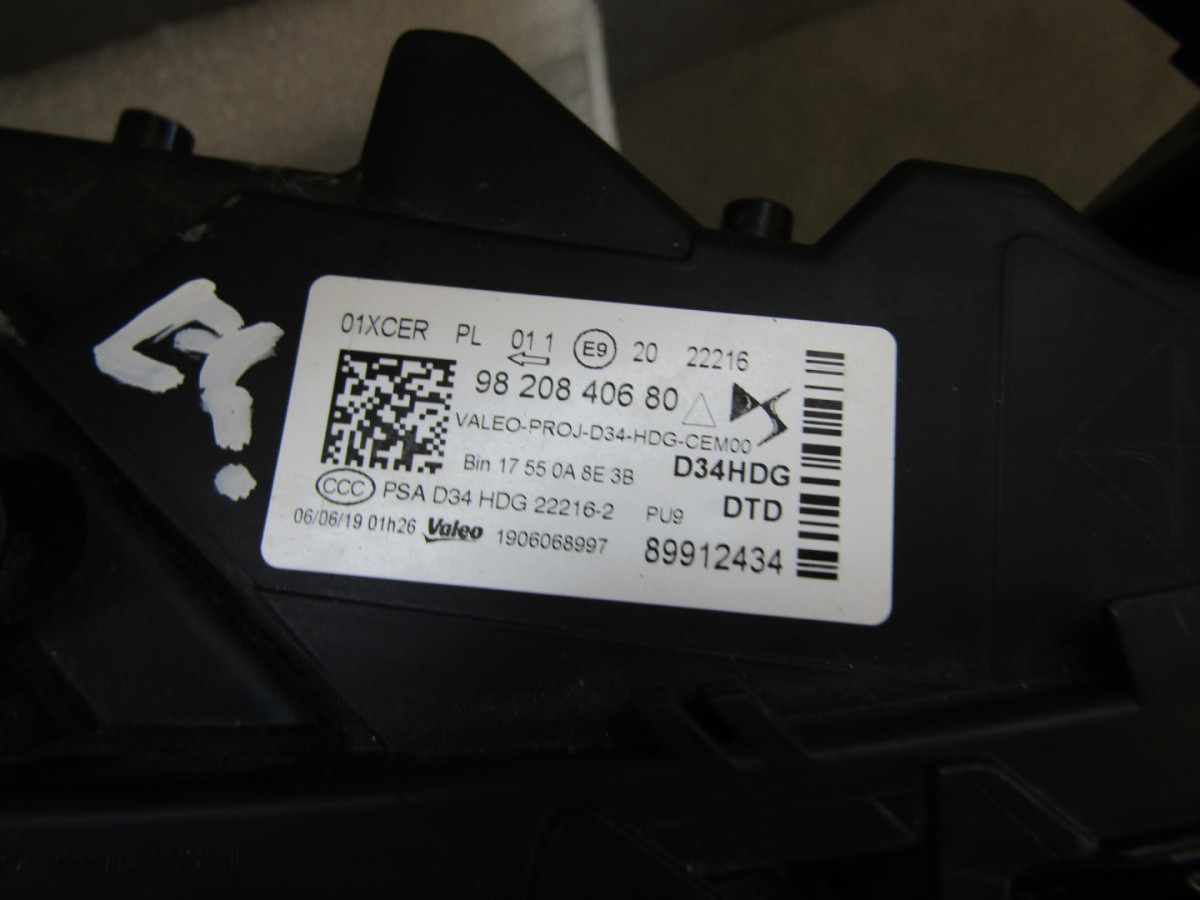 01XCER PL 01 1 E9 20 22216
98 208 406 80
VALEO-PROJ-D34-HDG-CEM00
Bin 17 55 0A 8E 3B D34HDG
CCC PSA D34 HDG 22216-2 PU9 DTD
06/06/19 01h26 Valeo 1906068997 89912434